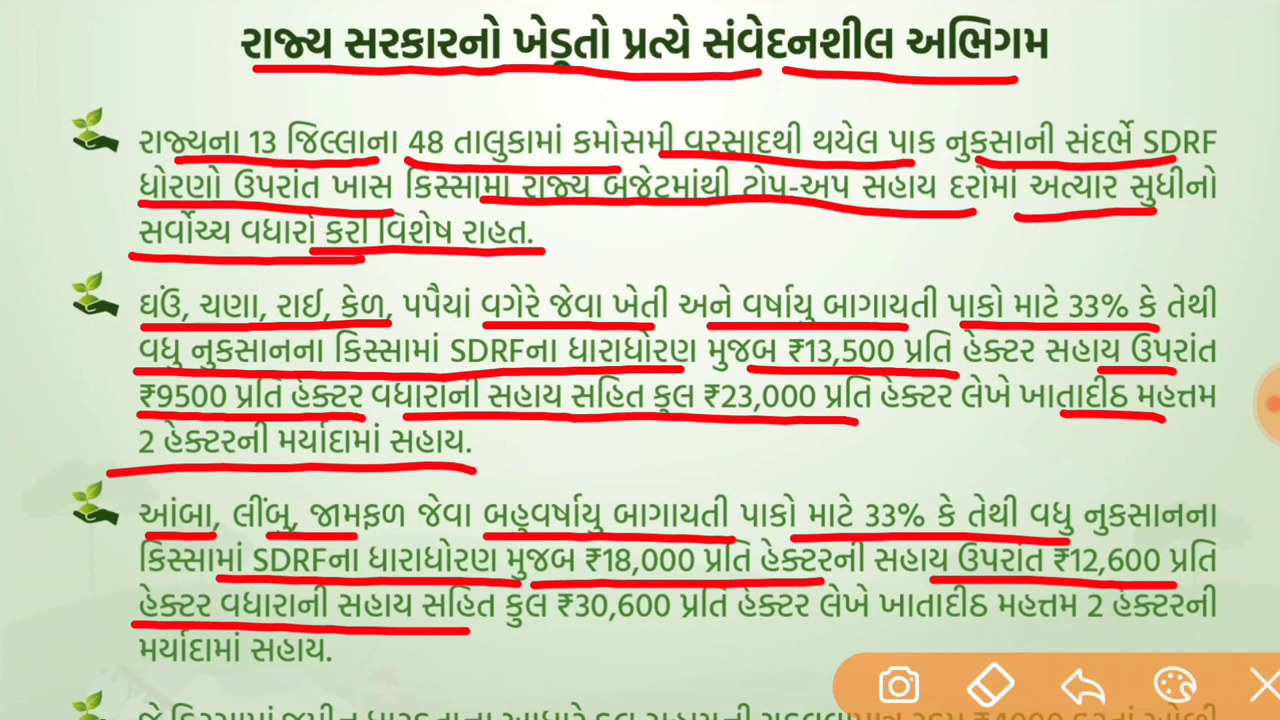 રાજ્ય સરકારનો ખેડૂતો પ્રત્યે સંવેદનશીલ અભિગમ
રાજ્યના 13 જિલ્લાના 48 તાલુકામાં કમોસમી વરસાદથી થયેલ પાક નુકસાની સંદર્ભે SDRF
ધોરણો ઉપરાંત ખાસ કિસ્સામાં રાજ્ય બજેટમાંથી ટોપ-અપ સહાય દરોમાં અત્યાર સુધીનો
સર્વોચ્ચ વધારો કરી વિશેષ રાહત.
ઘઉં, ચણા, રાઈ, કેળ, પપૈયાં વગેરે જેવા ખેતી અને વર્ષાયુ બાગાયતી પાકો માટે 33% કે તેથી
વધુ નુકસાનના કિસ્સામાં SDRFના ધારાધોરણ મુજબ ₹13,500 પ્રતિ હેક્ટર સહાય ઉપરાંત
₹9500 પ્રતિ હેક્ટર વધારાની સહાય સહિત કુલ ₹23,000 પ્રતિ હેક્ટર લેખે ખાતાદીઠ મહત્તમ
2 હેક્ટરની મર્યાદામાં સહાય.
આંબા, લીંબુ, જામફળ જેવા બહુવર્ષાયુ બાગાયતી પાકો માટે 33% કે તેથી વધુ નુકસાનના
કિસ્સામાં SDRFના ધારાધોરણ મુજબ ₹18,000 પ્રતિ હેક્ટરની સહાય ઉપરાંત ₹12,600 પ્રતિ
હેક્ટર વધારાની સહાય સહિત કુલ ₹30,600 પ્રતિ હેક્ટર લેખે ખાતાદીઠ મહત્તમ 2 હેક્ટરની
મર્યાદામાં સહાય.